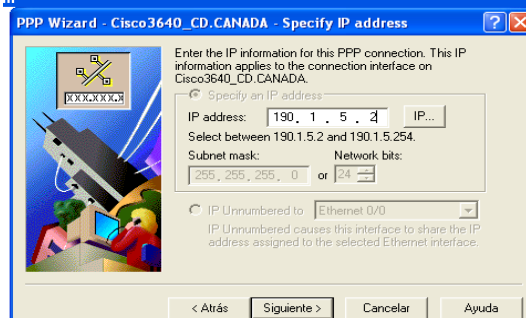 PPP Wizard - Cisco3640_CD.CANADA - Specify IP address
Enter the IP information for this PPP connection. This IP
information applies to the connection interface on
Cisco3640_CD.CANADA.
Specify an IP address
XXX.XXX.X
IP address: 190 . 1 . 5 . 2 IP...
Select between 190.1.5.2 and 190.1.5.254.
Subnet mask: Network bits:
255 . 255 . 255 . 0 or 24
IP Unnumbered to Ethernet 0/0
IP Unnumbered causes this interface to share the IP
address assigned to the selected Ethernet interface.
< Atrás Siguiente > Cancelar Ayuda